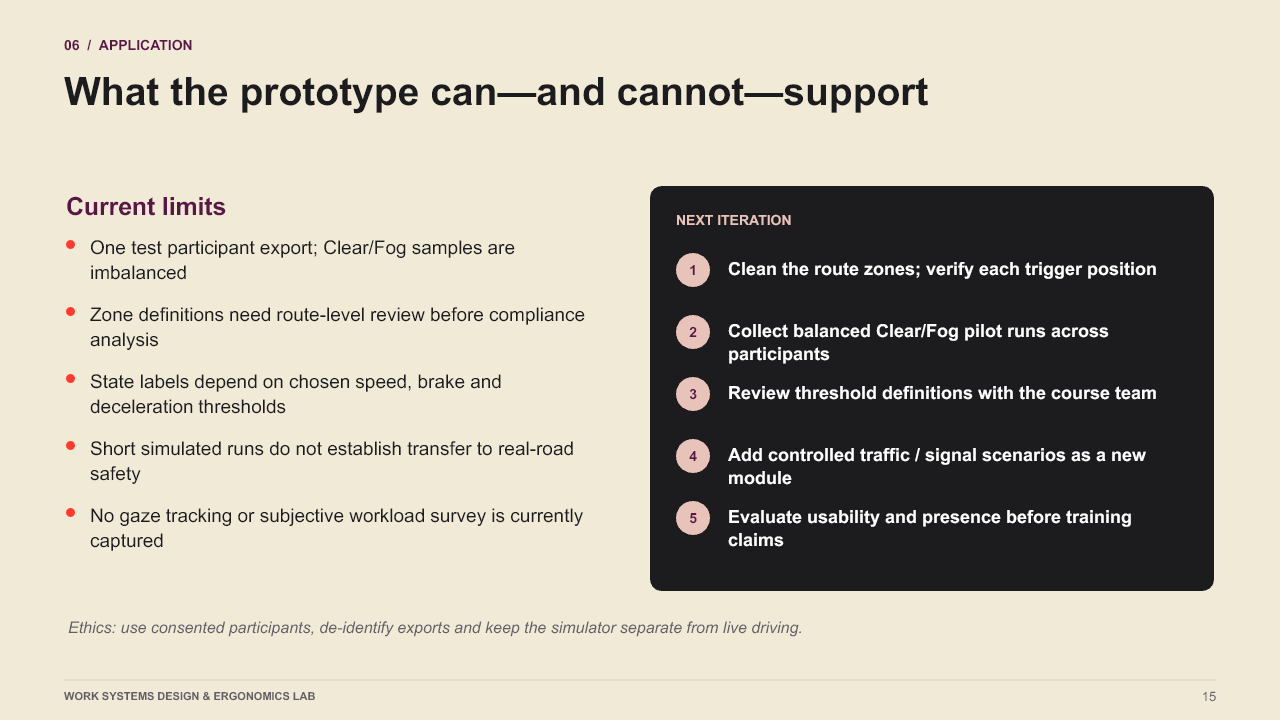 06 / APPLICATION
What the prototype can—and cannot—support
Current limits
One test participant export; Clear/Fog samples are
imbalanced
Zone definitions need route-level review before compliance
analysis
State labels depend on chosen speed, brake and
deceleration thresholds
Short simulated runs do not establish transfer to real-road
safety
No gaze tracking or subjective workload survey is currently
captured
NEXT ITERATION
1 Clean the route zones; verify each trigger position
2 Collect balanced Clear/Fog pilot runs across
participants
3 Review threshold definitions with the course team
4 Add controlled traffic / signal scenarios as a new
module
5 Evaluate usability and presence before training
claims
Ethics: use consented participants, de-identify exports and keep the simulator separate from live driving.
WORK SYSTEMS DESIGN & ERGONOMICS LAB
15